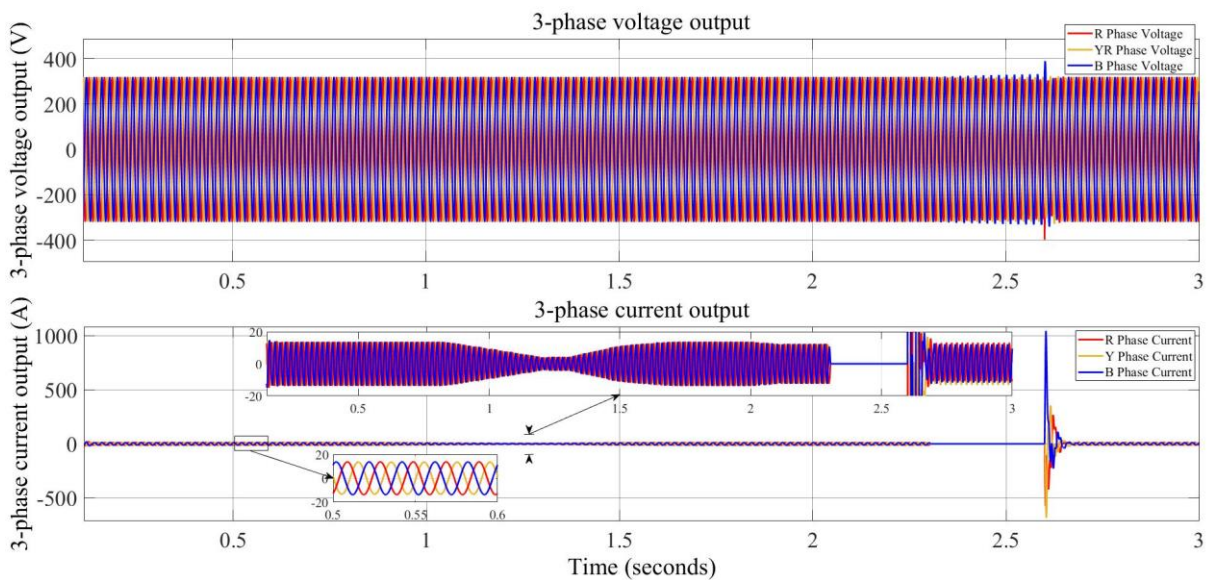 3-phase voltage output
3-phase voltage output (V)
400
200
0
-200
-400
R Phase Voltage
YR Phase Voltage
B Phase Voltage
0.5 1 1.5 2 2.5 3
3-phase current output
3-phase current output (A)
1000
500
0
-500
R Phase Current
Y Phase Current
B Phase Current
20
0
-20
0.5 1 1.5 2 2.5 3
20
0
-20
0.5 0.55 0.6
0.5 1 1.5 2 2.5 3
Time (seconds)